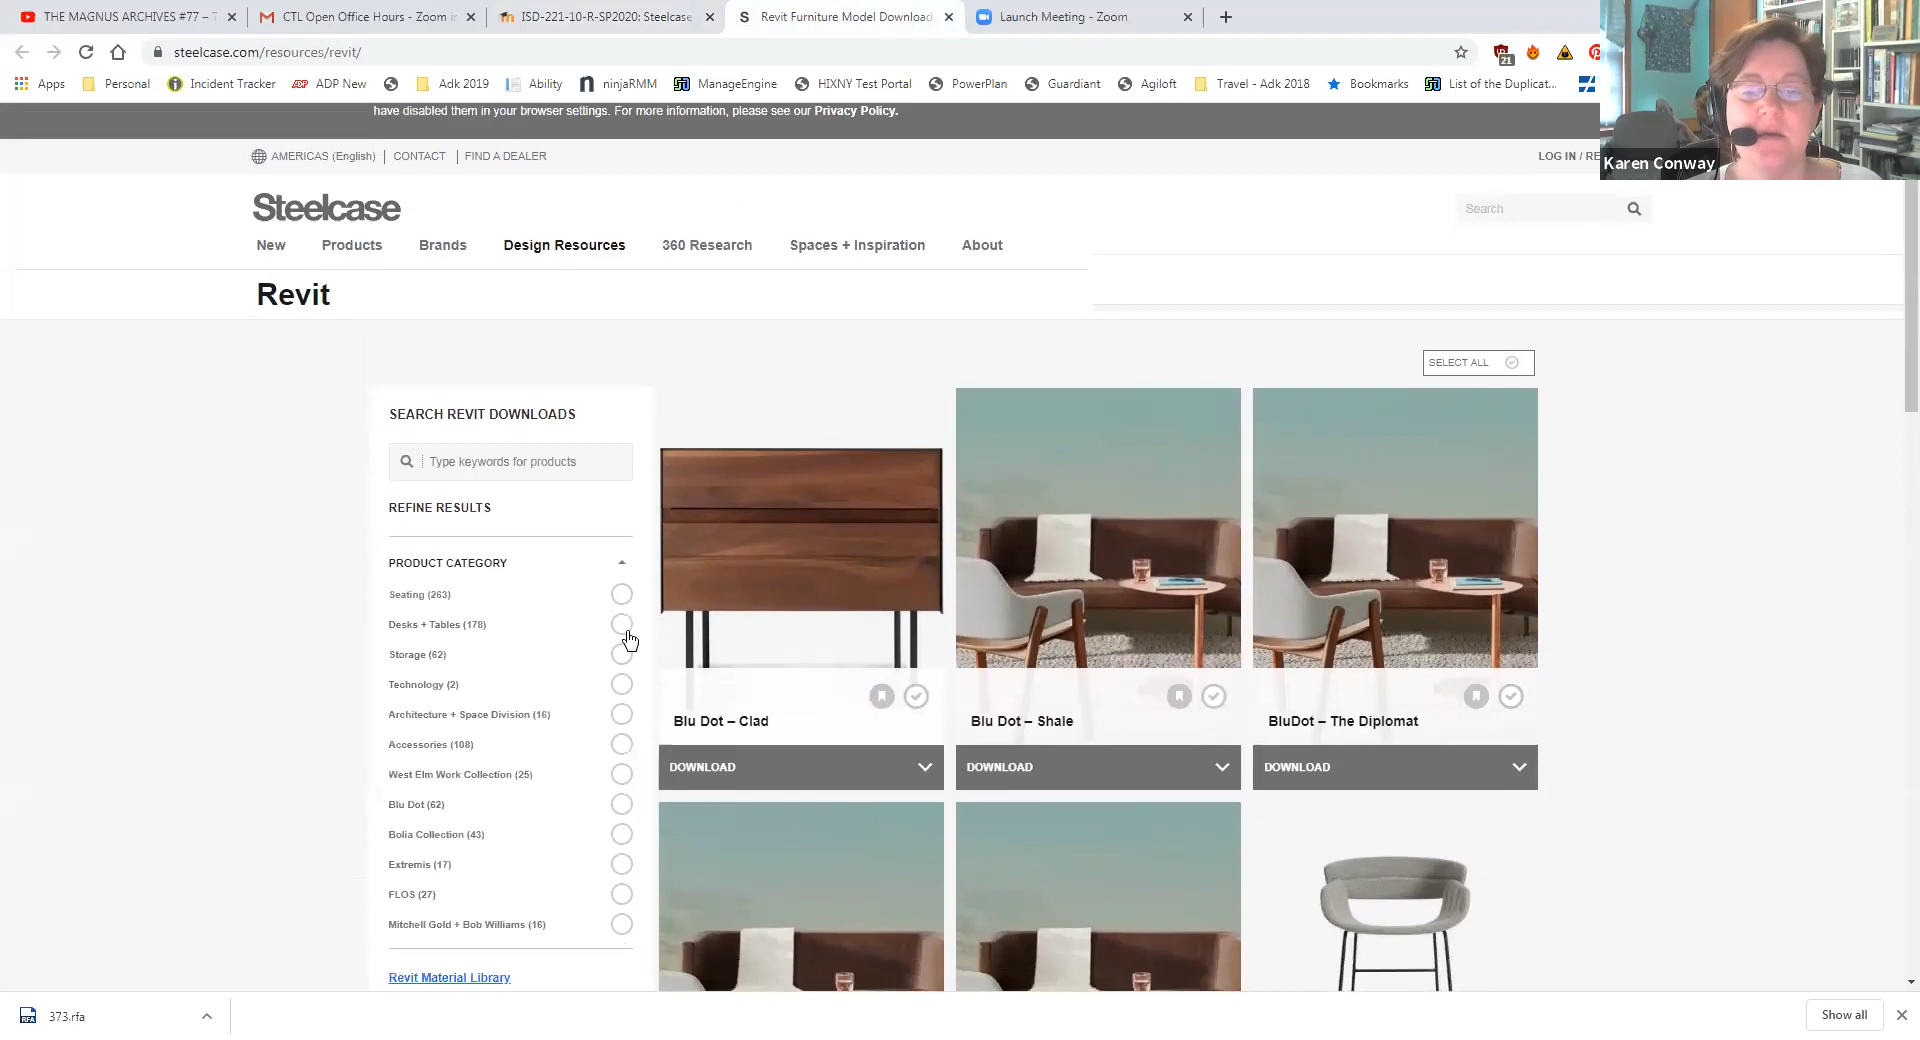 THE MAGNUS ARCHIVES #77 – T
CTL Open Office Hours - Zoom in
ISD-221-10-R-SP2020: Steelcase
S Revit Furniture Model Download
Launch Meeting - Zoom
steelcase.com/resources/revit/
21
Apps Personal Incident Tracker ADP New Adk 2019 Ability ninjaRMM ManageEngine HIXNY Test Portal PowerPlan Guardiant Agiloft Travel - Adk 2018 Bookmarks List of the Duplicat...
Karen Conway
have disabled them in your browser settings. For more information, please see our Privacy Policy.
AMERICAS (English) | CONTACT | FIND A DEALER
LOG IN / RE
Steelcase
Search
New Products Brands Design Resources 360 Research Spaces + Inspiration About
Revit
SELECT ALL
SEARCH REVIT DOWNLOADS
Type keywords for products
REFINE RESULTS
PRODUCT CATEGORY
Seating (263)
Desks + Tables (178)
Storage (62)
Technology (2)
Architecture + Space Division (16)
Accessories (108)
West Elm Work Collection (25)
Blu Dot (62)
Bolia Collection (43)
Extremis (17)
FLOS (27)
Mitchell Gold + Bob Williams (16)
Revit Material Library
Blu Dot – Clad
DOWNLOAD
Blu Dot – Shale
DOWNLOAD
BluDot – The Diplomat
DOWNLOAD
RFA
373.rfa
Show all